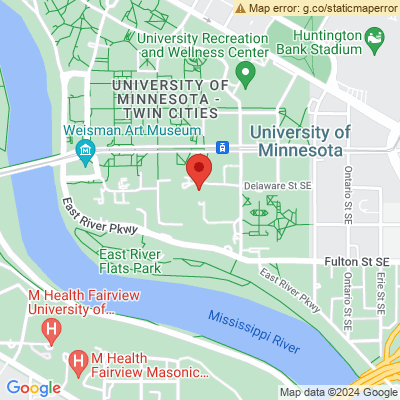 Map error: g.co/staticmaperror
University Recreation
and Wellness Center
Huntington
Bank Stadium
UNIVERSITY OF
MINNESOTA -
TWIN CITIES
Weisman Art Museum
University of
Minnesota
Delaware St SE
Ontario St SE
East River Pkwy
East River
Flats Park
Fulton St SE
East River Pkwy
Ontario St SE
Erie St SE
M Health Fairview
University of...
Mississippi River
M Health
Fairview Masonic...
H
H
Google
Map data ©2024 Google